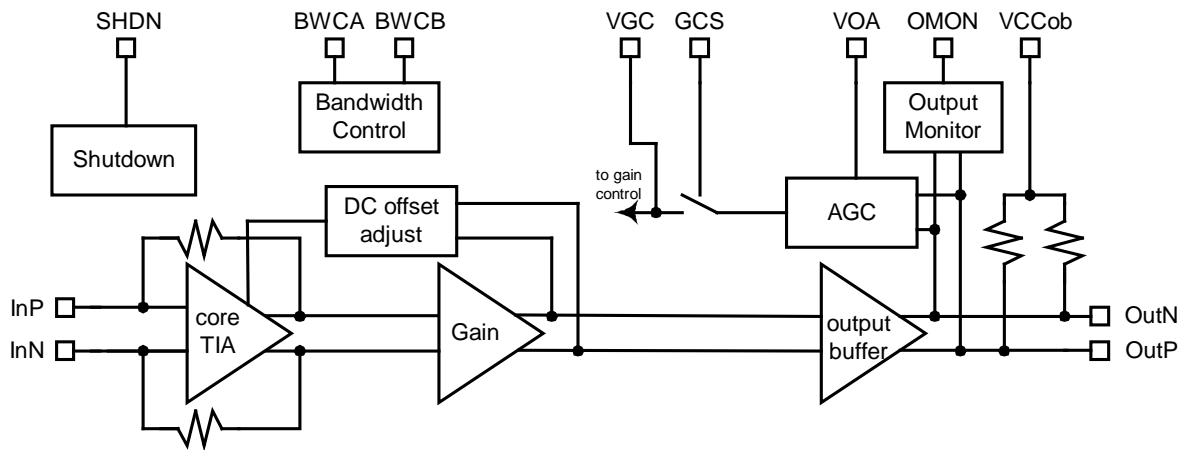 SHDN
BWCA BWCB
VGC GCS
VOA OMON VCCob
Shutdown
Bandwidth
Control
Output
Monitor
to gain
control
AGC
DC offset
adjust
InP
InN
core
TIA
Gain
output
buffer
OutN
OutP